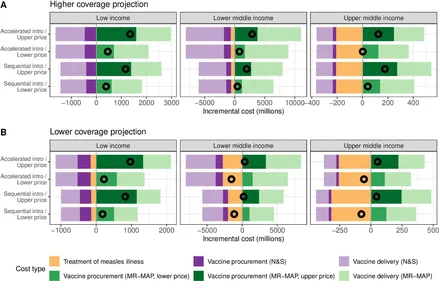 A
Higher coverage projection
Low income
Lower middle income
Upper middle income
Accelerated intro /
Upper price
Accelerated intro /
Lower price
Sequential intro /
Upper price
Sequential intro /
Lower price
−1000 0 1000 2000 3000
−5000 0 5000 10000
−400 −200 0 200 400
Incremental cost (millions)
B
Lower coverage projection
Low income
Lower middle income
Upper middle income
Accelerated intro /
Upper price
Accelerated intro /
Lower price
Sequential intro /
Upper price
Sequential intro /
Lower price
−1000 0 1000 2000
−5000 0 5000
−250 0 250 500
Incremental cost (millions)
Cost type
Treatment of measles illness
Vaccine procurement (N&S)
Vaccine delivery (N&S)
Vaccine procurement (MR−MAP, lower price)
Vaccine procurement (MR−MAP, upper price)
Vaccine delivery (MR−MAP)